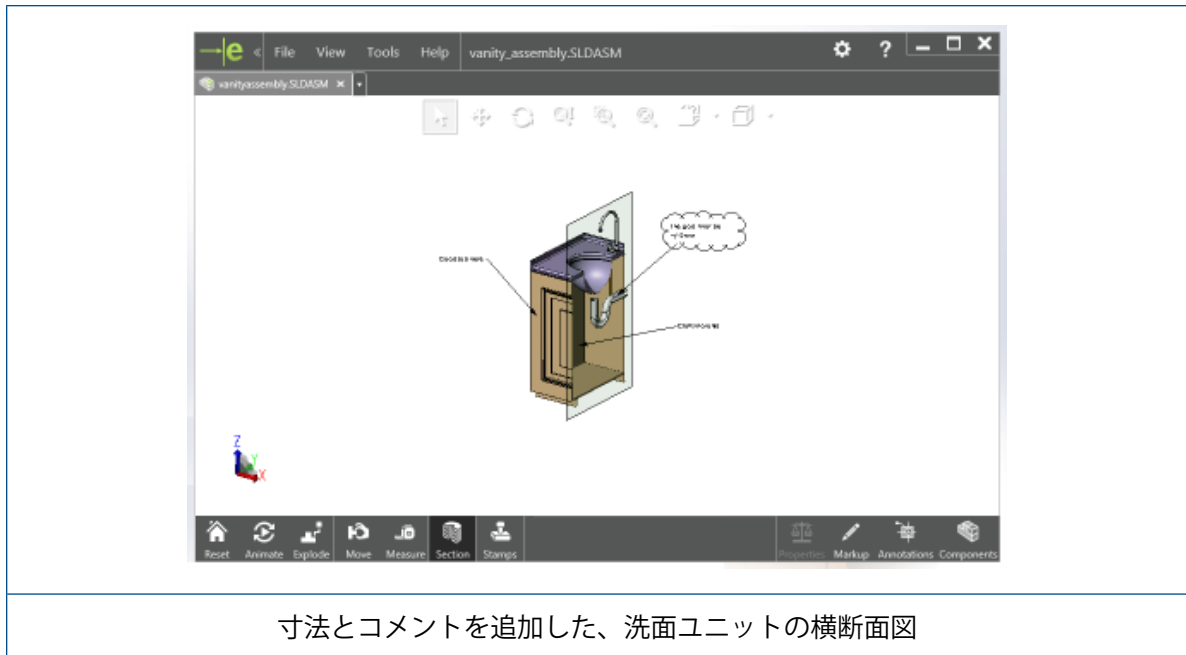 e « File View Tools Help vanity_assembly.SLDASM ?
vanityassembly.SLDASM
Z
Y
X
Reset Animate Explode Move Measure Section Stamps Properties Markup Annotations Components
寸法とコメントを追加した、洗面ユニットの横断面図